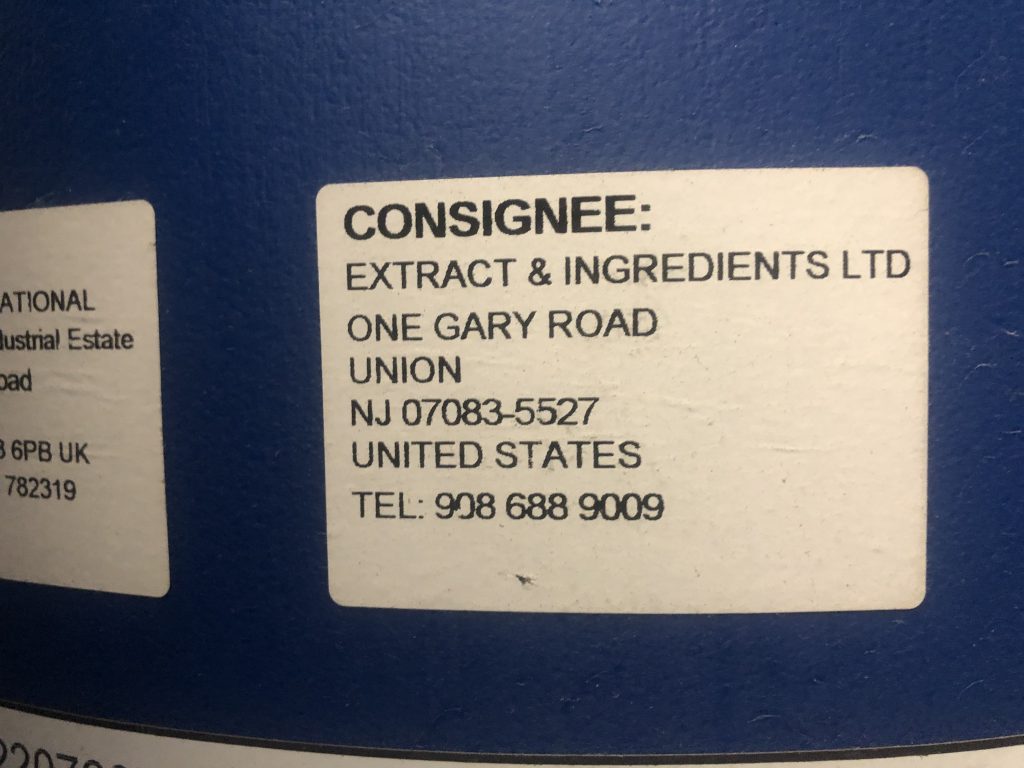 CONSIGNEE:
EXTRACT & INGREDIENTS LTD
ONE GARY ROAD
UNION
NJ 07083-5527
UNITED STATES
TEL: 908 688 9009
ATIONAL
dustrial Estate
oad
6PB UK
782319